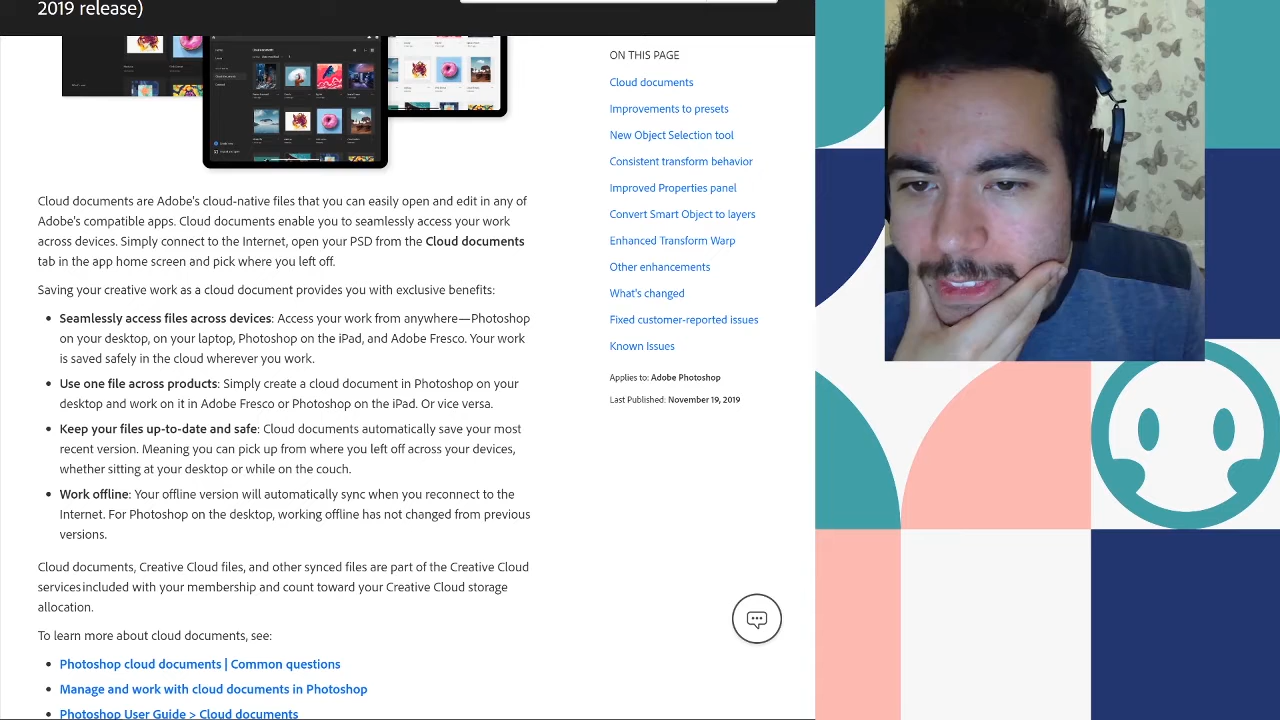 2019 release)
Cloud documents are Adobe's cloud-native files that you can easily open and edit in any of
Adobe's compatible apps. Cloud documents enable you to seamlessly access your work
across devices. Simply connect to the Internet, open your PSD from the Cloud documents
tab in the app home screen and pick where you left off.
Saving your creative work as a cloud document provides you with exclusive benefits:
Seamlessly access files across devices: Access your work from anywhere—Photoshop
on your desktop, on your laptop, Photoshop on the iPad, and Adobe Fresco. Your work
is saved safely in the cloud wherever you work.
Use one file across products: Simply create a cloud document in Photoshop on your
desktop and work on it in Adobe Fresco or Photoshop on the iPad. Or vice versa.
Keep your files up-to-date and safe: Cloud documents automatically save your most
recent version. Meaning you can pick up from where you left off across your devices,
whether sitting at your desktop or while on the couch.
Work offline: Your offline version will automatically sync when you reconnect to the
Internet. For Photoshop on the desktop, working offline has not changed from previous
versions.
Cloud documents, Creative Cloud files, and other synced files are part of the Creative Cloud
services included with your membership and count toward your Creative Cloud storage
allocation.
To learn more about cloud documents, see:
Photoshop cloud documents | Common questions
Manage and work with cloud documents in Photoshop
Photoshop User Guide > Cloud documents
ON THIS PAGE
Cloud documents
Improvements to presets
New Object Selection tool
Consistent transform behavior
Improved Properties panel
Convert Smart Object to layers
Enhanced Transform Warp
Other enhancements
What's changed
Fixed customer-reported issues
Known Issues
Applies to: Adobe Photoshop
Last Published: November 19, 2019